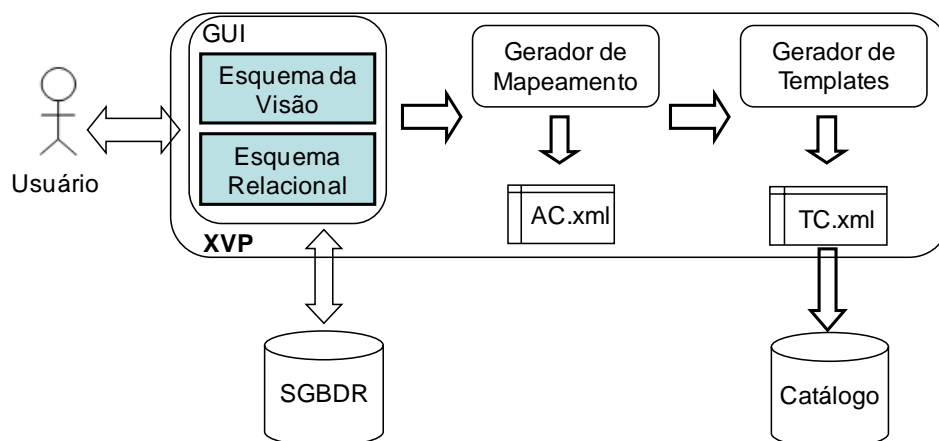 GUI
Esquema da
Visão
Esquema
Relacional
Gerador de
Mapeamento
Gerador de
Templates
Usuário
AC.xml
TC.xml
XVP
SGBDR
Catálogo